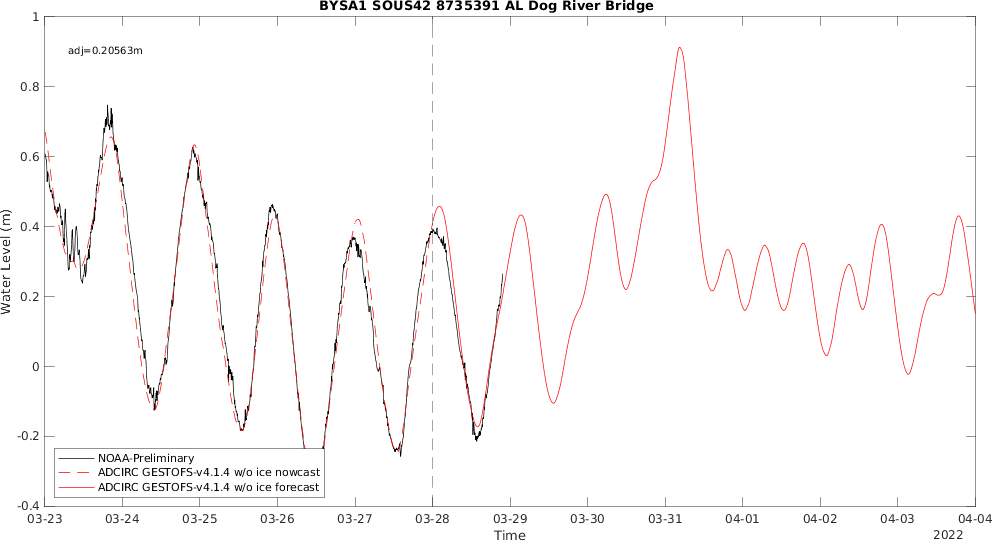 BYSA1 SOUS42 8735391 AL Dog River Bridge
adj=0.20563m
1
0.8
0.6
0.4
0.2
0
-0.2
-0.4
Water Level (m)
NOAA-Preliminary
ADCIRC GESTOFS-v4.1.4 w/o ice nowcast
ADCIRC GESTOFS-v4.1.4 w/o ice forecast
03-23 03-24 03-25 03-26 03-27 03-28 03-29 03-30 03-31 04-01 04-02 04-03 04-04
Time
2022